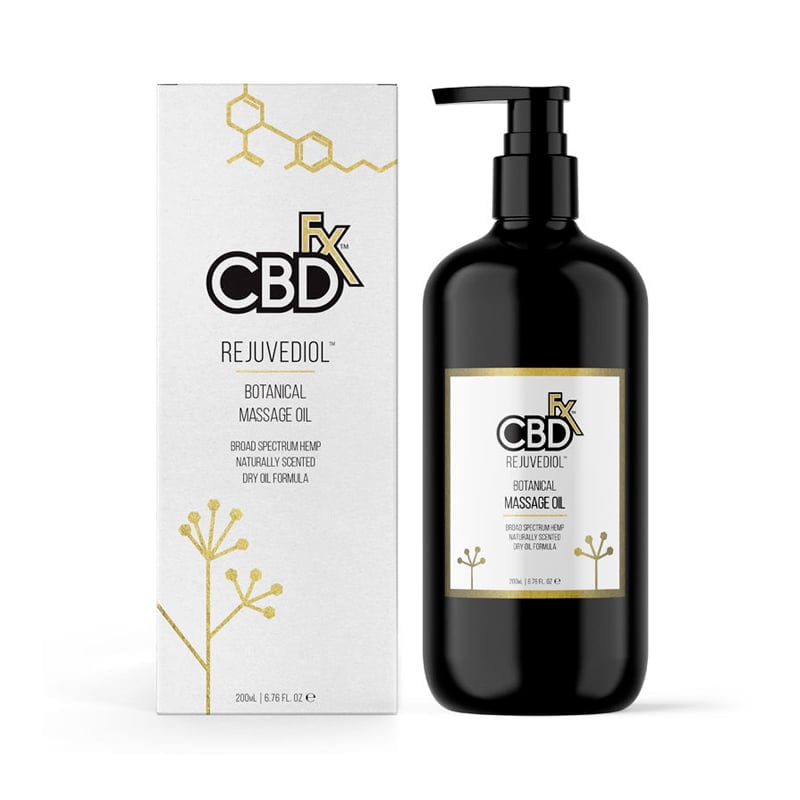 CBDFx™
REJUVEDIOL™
BOTANICAL
MASSAGE OIL
BROAD SPECTRUM HEMP
NATURALLY SCENTED
DRY OIL FORMULA
200mL | 6.76 FL. OZ ℮
CBDFx™
REJUVEDIOL™
BOTANICAL
MASSAGE OIL
BROAD SPECTRUM HEMP
NATURALLY SCENTED
DRY OIL FORMULA
200mL | 6.76 FL. OZ ℮